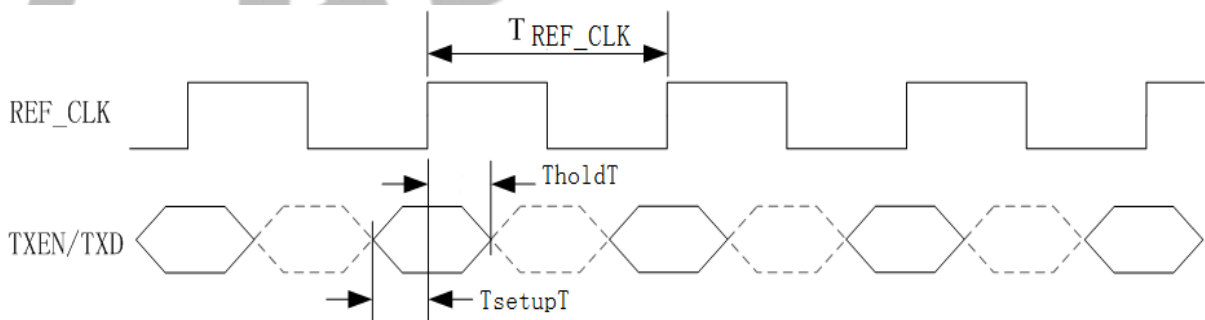 T REF_CLK
REF_CLK
TholdT
TXEN/TXD
TsetupT